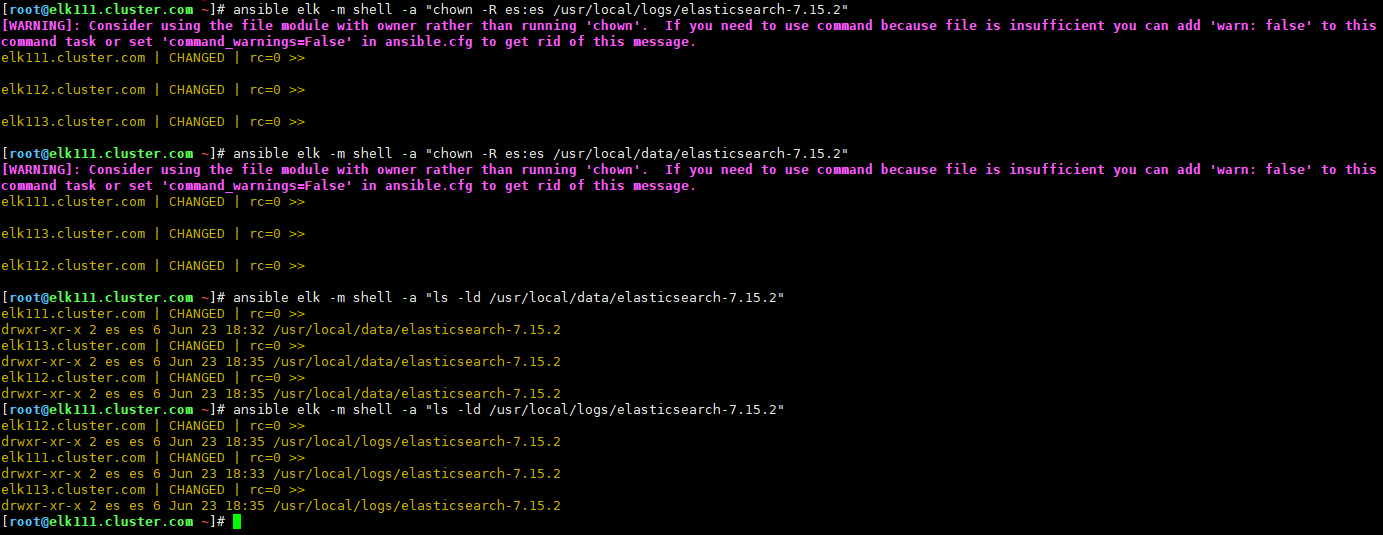 [root@elk111.cluster.com ~]# ansible elk -m shell -a "chown -R es:es /usr/local/logs/elasticsearch-7.15.2"
[WARNING]: Consider using the file module with owner rather than running 'chown'.  If you need to use command because file is insufficient you can add 'warn: false' to this
command task or set 'command_warnings=False' in ansible.cfg to get rid of this message.
elk111.cluster.com | CHANGED | rc=0 >>
elk112.cluster.com | CHANGED | rc=0 >>
elk113.cluster.com | CHANGED | rc=0 >>
[root@elk111.cluster.com ~]# ansible elk -m shell -a "chown -R es:es /usr/local/data/elasticsearch-7.15.2"
[WARNING]: Consider using the file module with owner rather than running 'chown'.  If you need to use command because file is insufficient you can add 'warn: false' to this
command task or set 'command_warnings=False' in ansible.cfg to get rid of this message.
elk111.cluster.com | CHANGED | rc=0 >>
elk113.cluster.com | CHANGED | rc=0 >>
elk112.cluster.com | CHANGED | rc=0 >>
[root@elk111.cluster.com ~]# ansible elk -m shell -a "ls -ld /usr/local/data/elasticsearch-7.15.2"
elk111.cluster.com | CHANGED | rc=0 >>
drwxr-xr-x 2 es es 6 Jun 23 18:32 /usr/local/data/elasticsearch-7.15.2
elk113.cluster.com | CHANGED | rc=0 >>
drwxr-xr-x 2 es es 6 Jun 23 18:35 /usr/local/data/elasticsearch-7.15.2
elk112.cluster.com | CHANGED | rc=0 >>
drwxr-xr-x 2 es es 6 Jun 23 18:35 /usr/local/data/elasticsearch-7.15.2
[root@elk111.cluster.com ~]# ansible elk -m shell -a "ls -ld /usr/local/logs/elasticsearch-7.15.2"
elk112.cluster.com | CHANGED | rc=0 >>
drwxr-xr-x 2 es es 6 Jun 23 18:35 /usr/local/logs/elasticsearch-7.15.2
elk111.cluster.com | CHANGED | rc=0 >>
drwxr-xr-x 2 es es 6 Jun 23 18:33 /usr/local/logs/elasticsearch-7.15.2
elk113.cluster.com | CHANGED | rc=0 >>
drwxr-xr-x 2 es es 6 Jun 23 18:35 /usr/local/logs/elasticsearch-7.15.2
[root@elk111.cluster.com ~]#